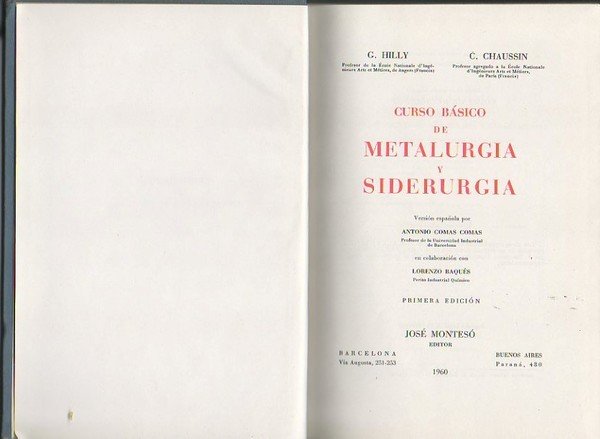 G. HILLY
Profesor de la École Nationale d'Ingé-
nieurs Arts et Métiers, de Angers (Francia)
C. CHAUSSIN
Profesor agregado a la École Nationale
d'Ingénieurs Arts et Métiers,
de París (Francia)
CURSO BÁSICO
DE
METALURGIA
Y
SIDERURGIA
Versión española por
ANTONIO COMAS COMAS
Profesor de la Universidad Industrial
de Barcelona
en colaboración con
LORENZO BAQUÉS
Perito Industrial Químico
PRIMERA EDICIÓN
JOSÉ MONTESÓ
EDITOR
BARCELONA
Vía Augusta, 251-253
BUENOS AIRES
Paraná, 480
1960